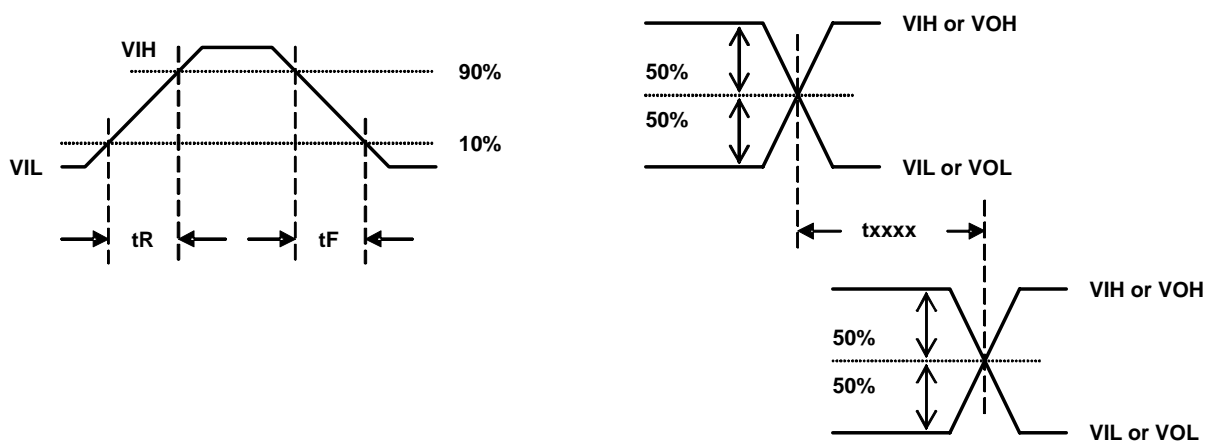 VIH
90%
10%
VIL
tR
tF
VIH or VOH
50%
50%
VIL or VOL
txxxx
VIH or VOH
50%
50%
VIL or VOL